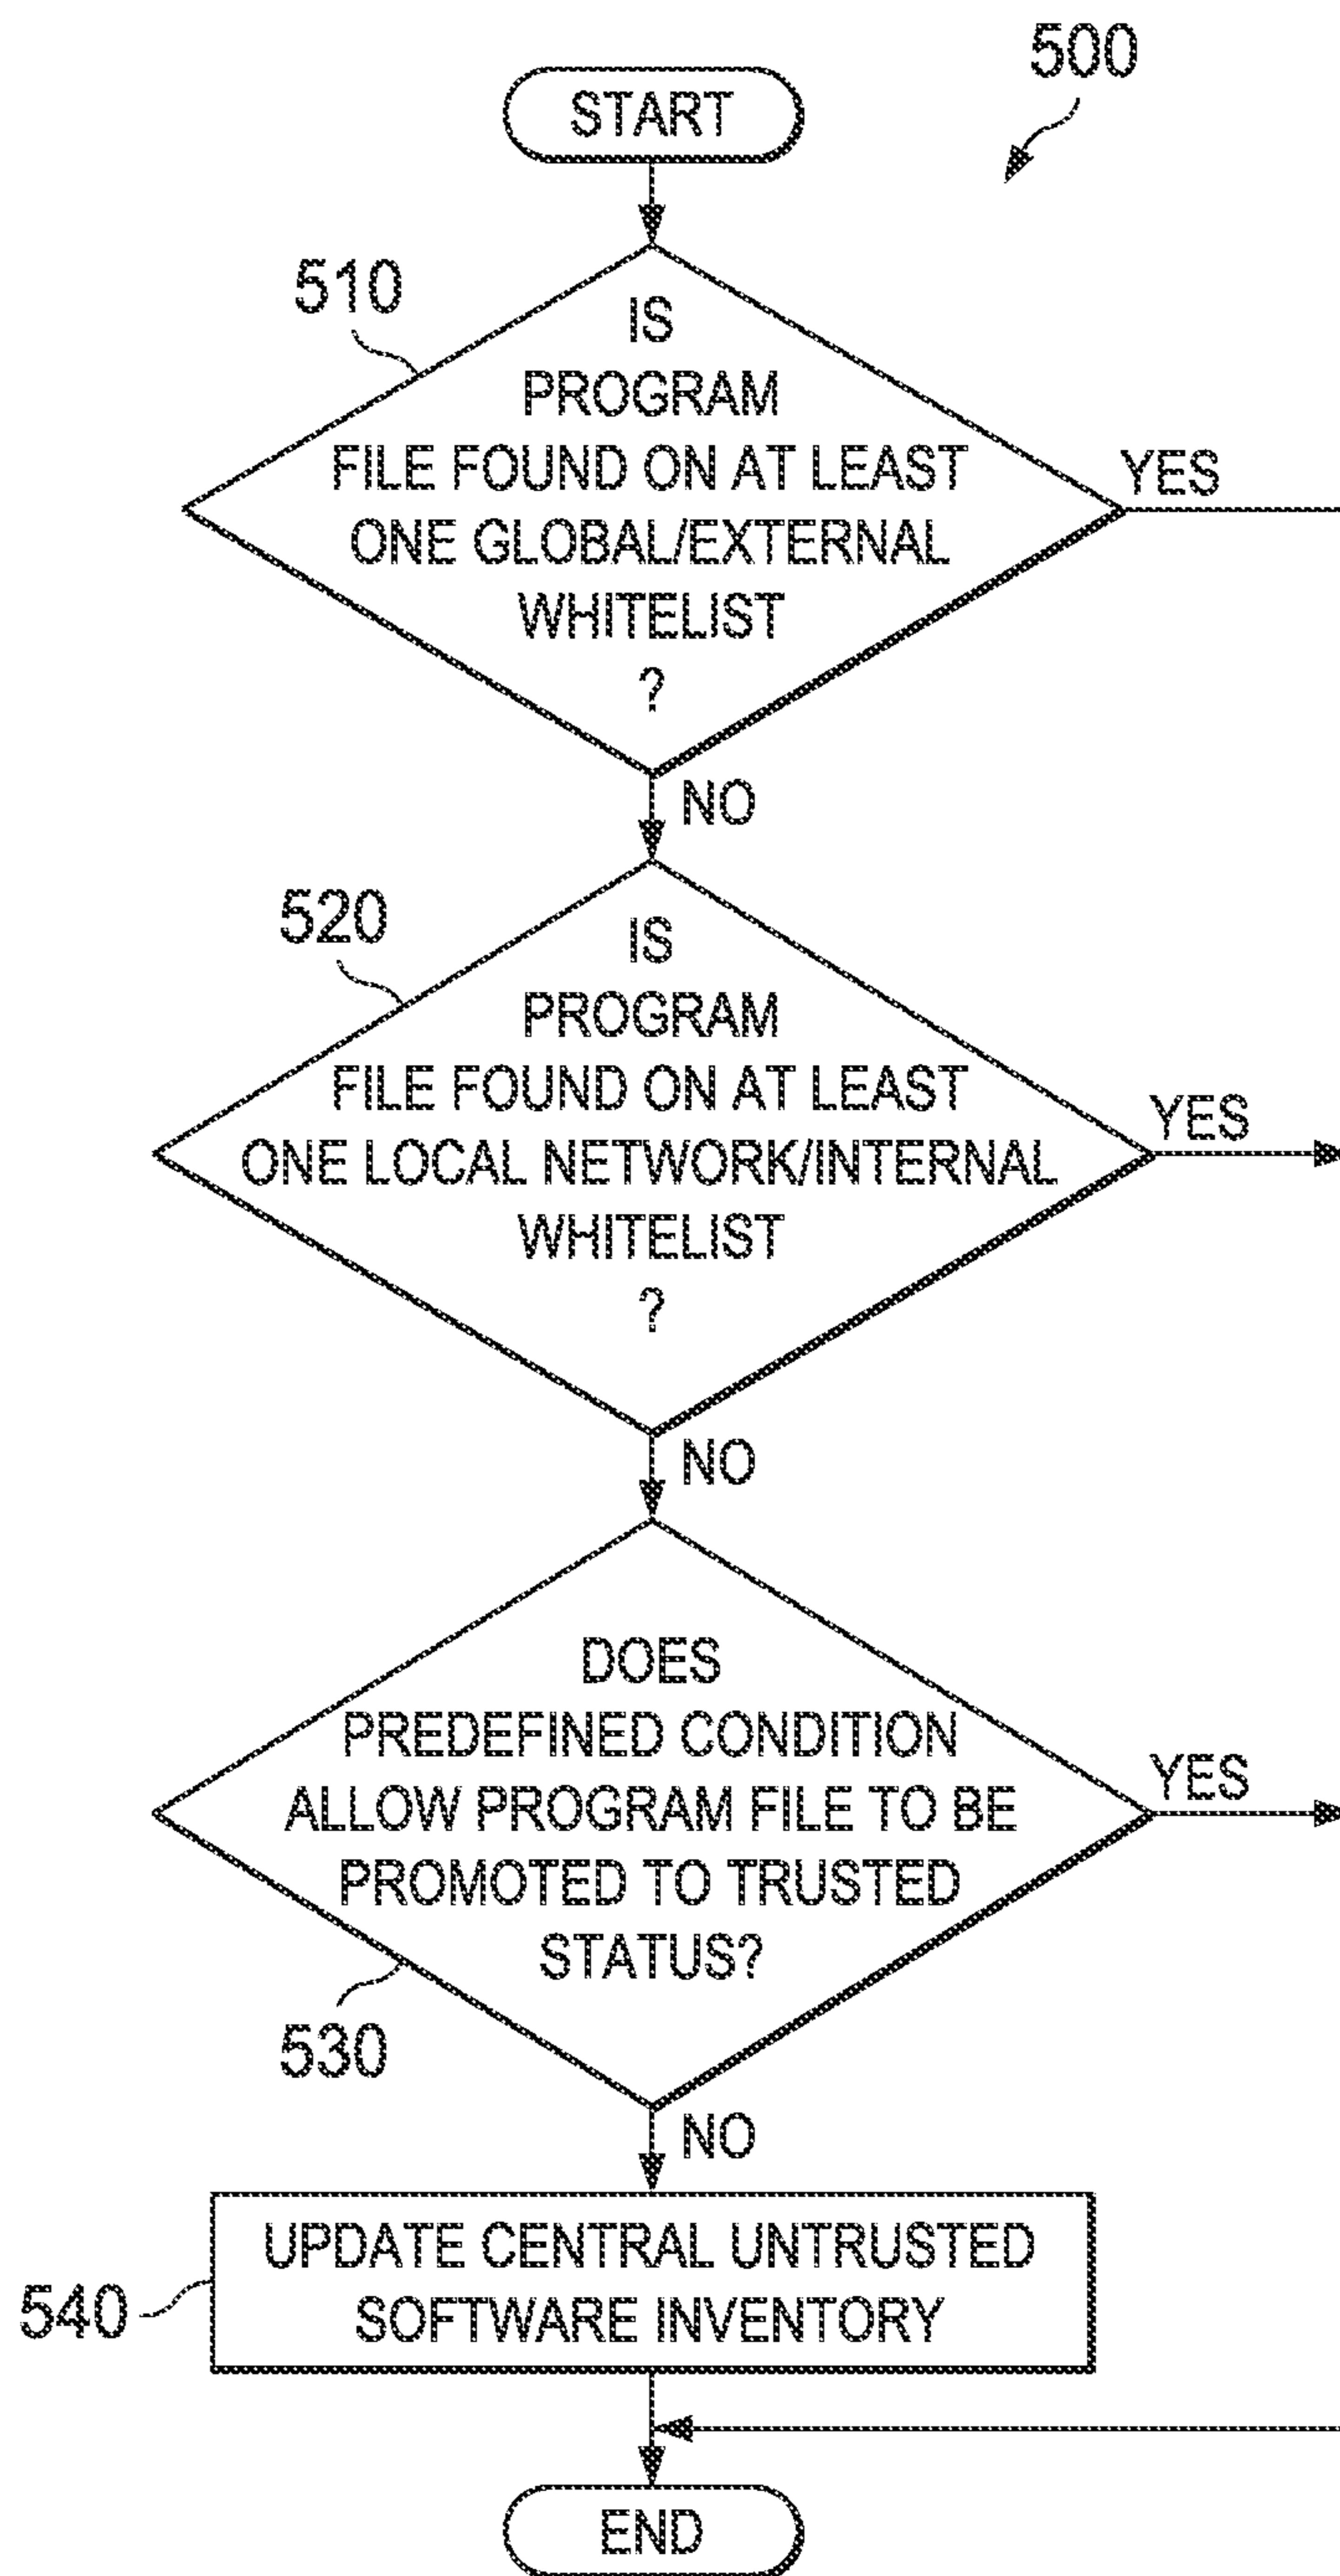 500
START
510
IS
PROGRAM
FILE FOUND ON AT LEAST
ONE GLOBAL/EXTERNAL
WHITELIST
?
YES
NO
520
IS
PROGRAM
FILE FOUND ON AT LEAST
ONE LOCAL NETWORK/INTERNAL
WHITELIST
?
YES
NO
DOES
PREDEFINED CONDITION
ALLOW PROGRAM FILE TO BE
PROMOTED TO TRUSTED
STATUS?
YES
530
NO
UPDATE CENTRAL UNTRUSTED
SOFTWARE INVENTORY
540
END